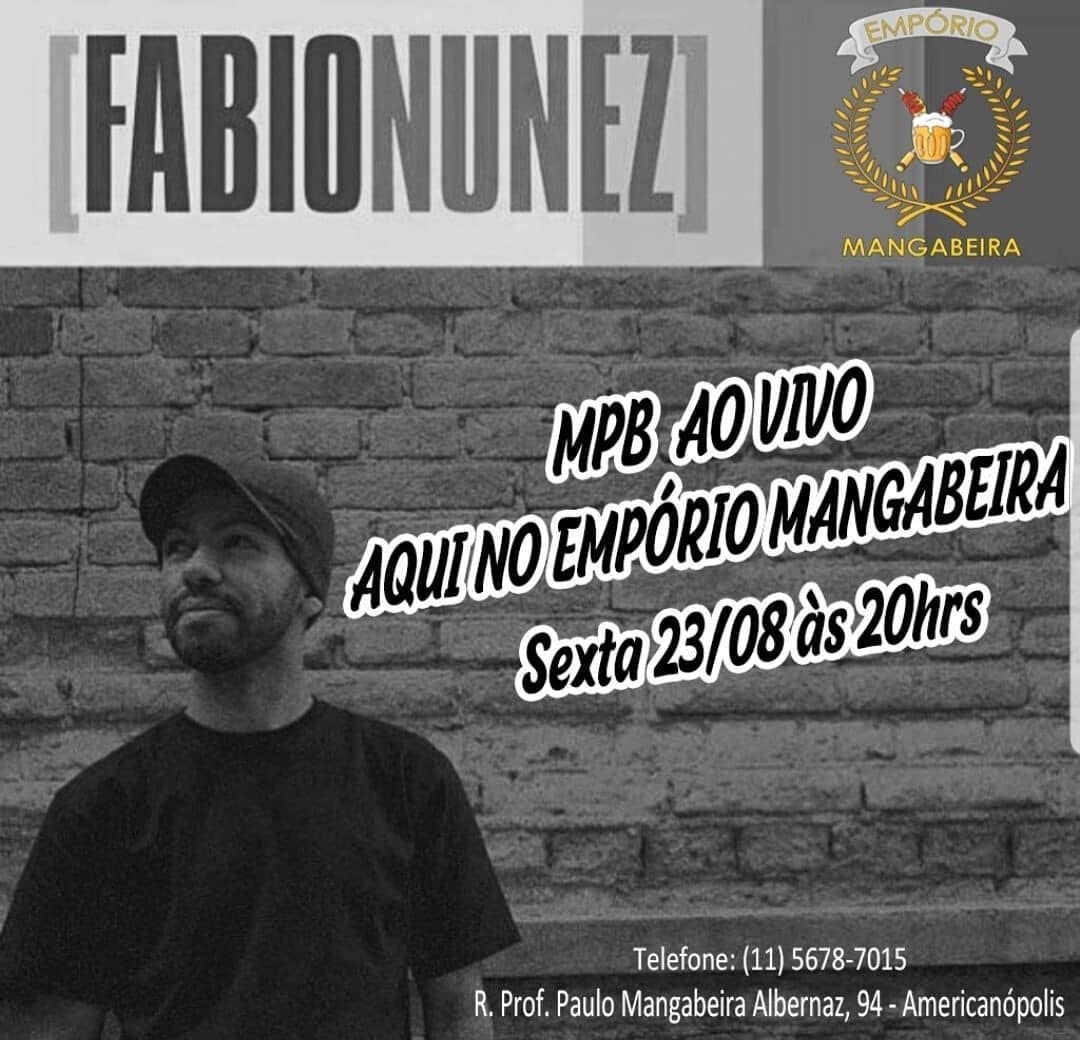 [FABIONUNEZ]
EMPÓRIO
MANGABEIRA
MPB AO VIVO
AQUI NO EMPÓRIO MANGABEIRA
Sexta 23/08 às 20hrs
Telefone: (11) 5678-7015
R. Prof. Paulo Mangabeira Albernaz, 94 - Americanópolis